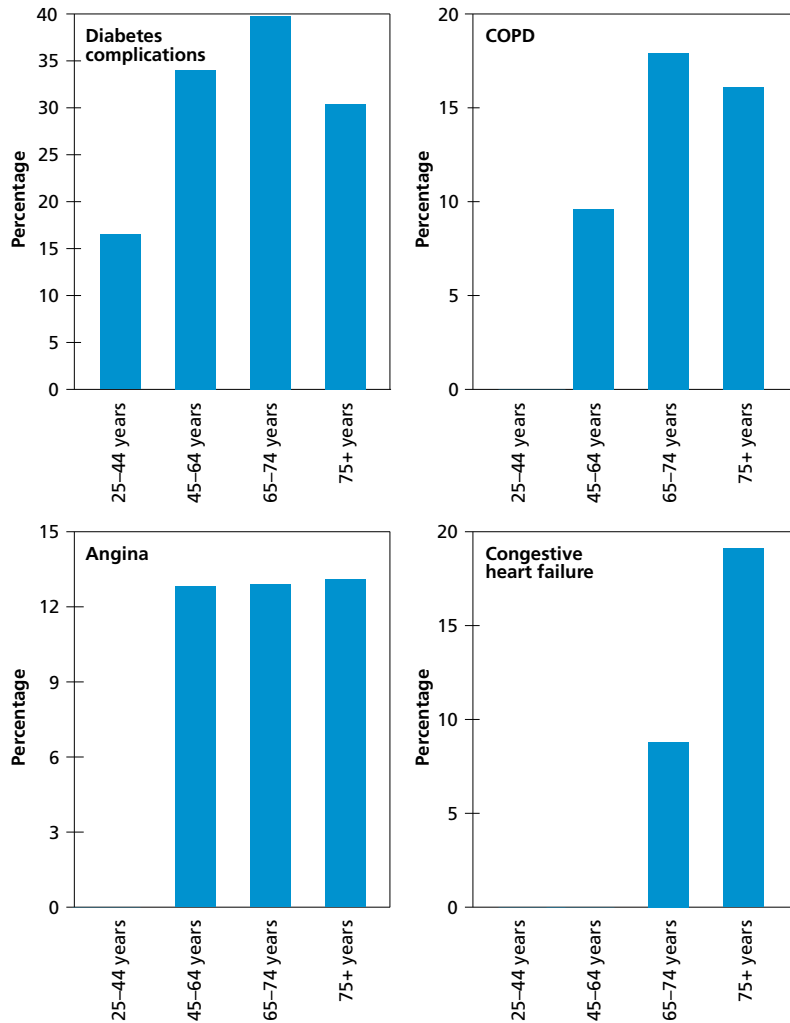 Diabetes
complications
Percentage
40
35
30
25
20
15
10
5
0
25–44 years
45–64 years
65–74 years
75+ years
COPD
Percentage
20
15
10
5
0
25–44 years
45–64 years
65–74 years
75+ years
Angina
Percentage
15
12
9
6
3
0
25–44 years
45–64 years
65–74 years
75+ years
Congestive
heart failure
Percentage
20
15
10
5
0
25–44 years
45–64 years
65–74 years
75+ years